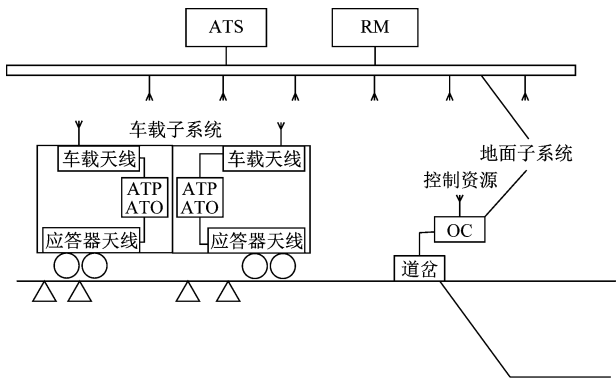 ATS
RM
车载子系统
车载天线
车载天线
地面子系统
控制资源
ATP
ATO
ATP
ATO
OC
应答器天线
应答器天线
道岔